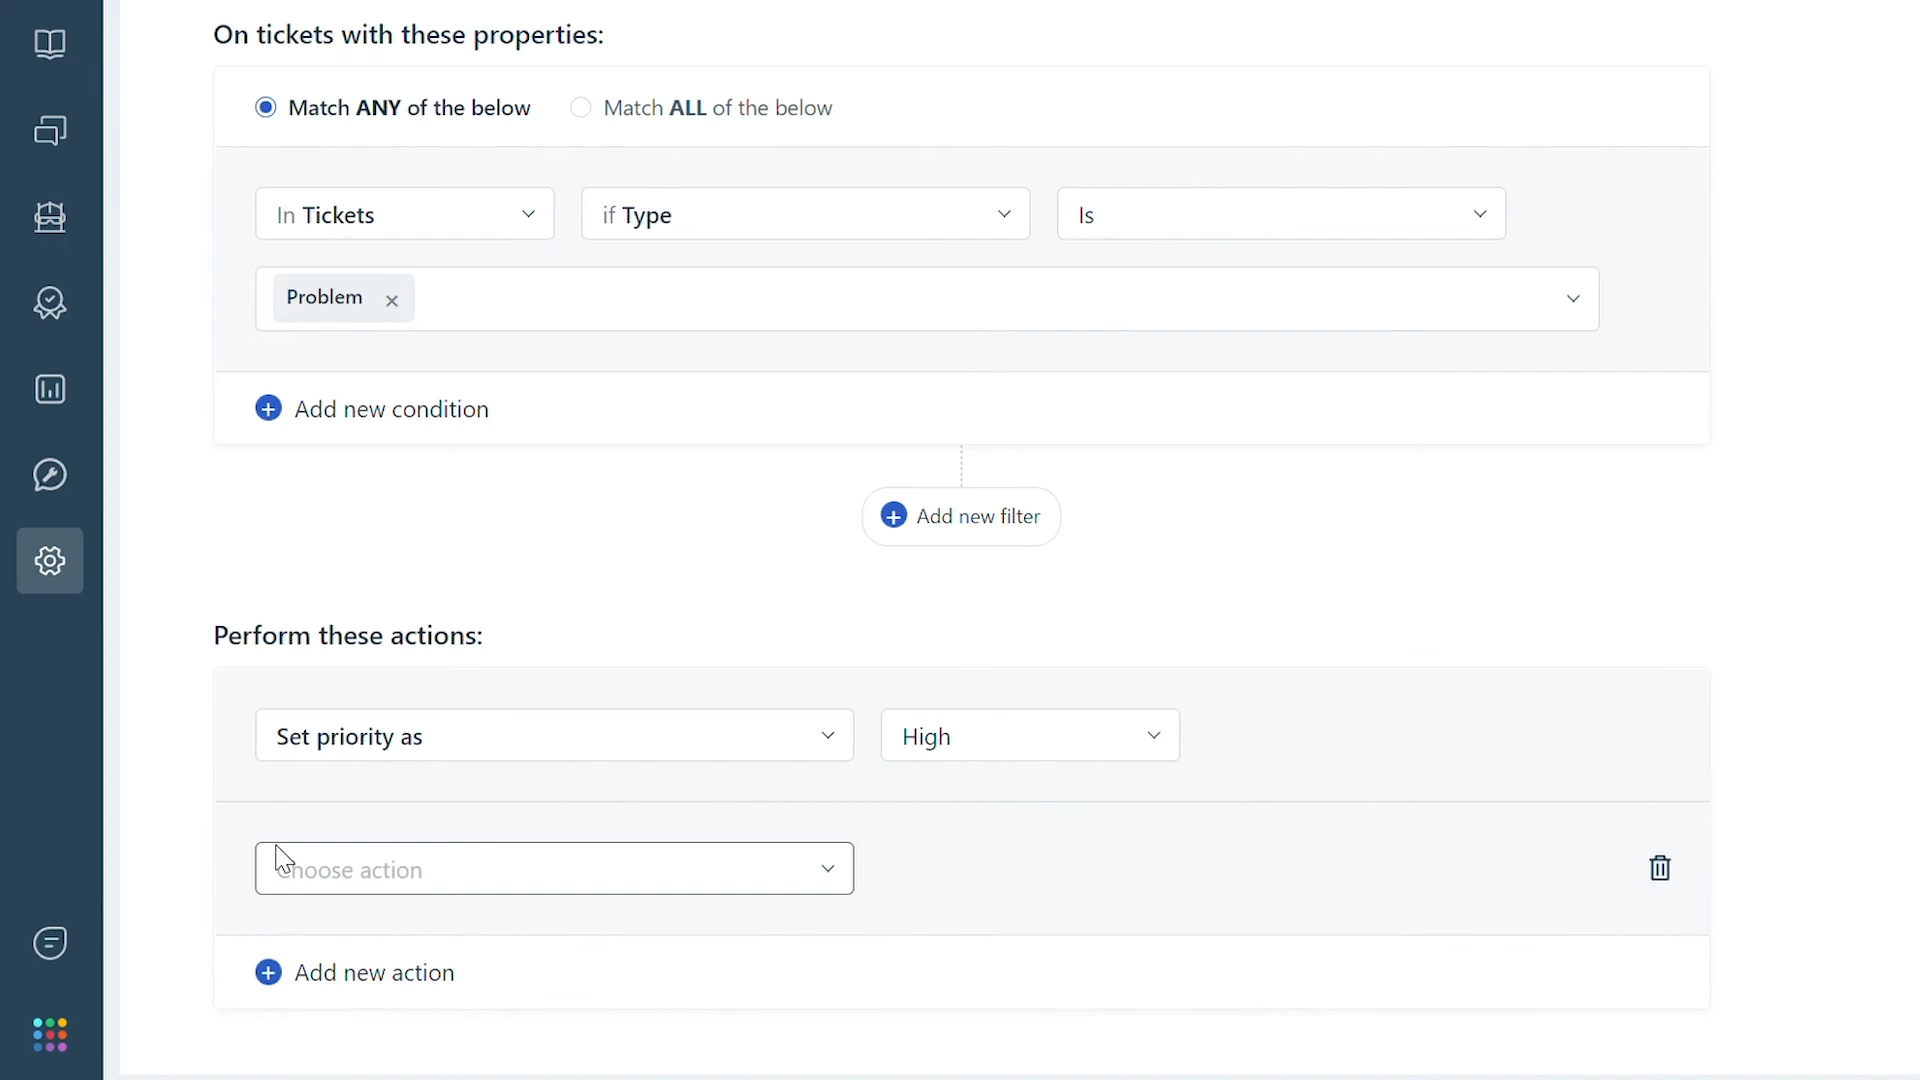 On tickets with these properties:
Match ANY of the below
Match ALL of the below
In Tickets
if Type
Is
Problem
Add new condition
Add new filter
Perform these actions:
Set priority as
High
Choose action
Add new action